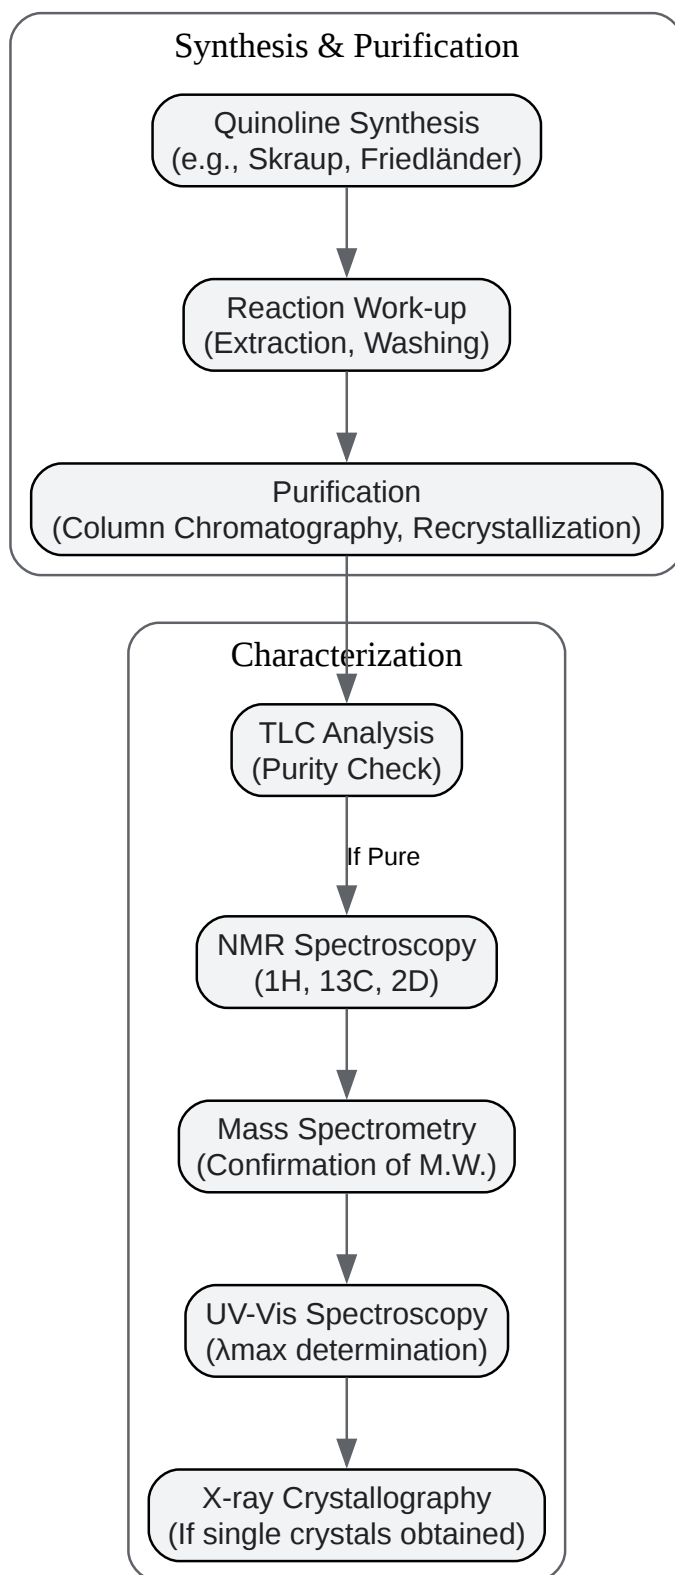 Synthesis & Purification
Quinoline Synthesis
(e.g., Skraup, Friedländer)
Reaction Work-up
(Extraction, Washing)
Purification
(Column Chromatography, Recrystallization)
Characterization
TLC Analysis
(Purity Check)
If Pure
NMR Spectroscopy
(1H, 13C, 2D)
Mass Spectrometry
(Confirmation of M.W.)
UV-Vis Spectroscopy
(λmax determination)
X-ray Crystallography
(If single crystals obtained)